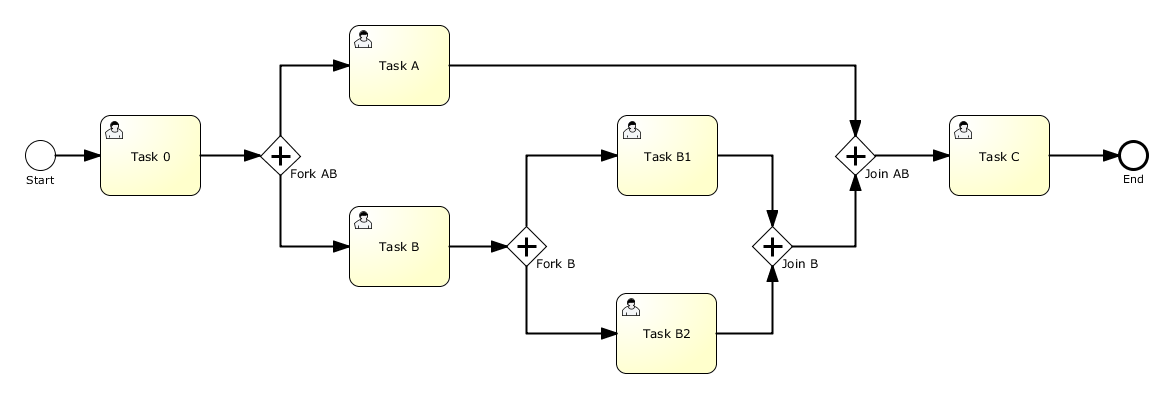 Task A
Task 0
Task B1
Task C
Start
Fork AB
Join AB
End
Task B
Fork B
Join B
Task B2